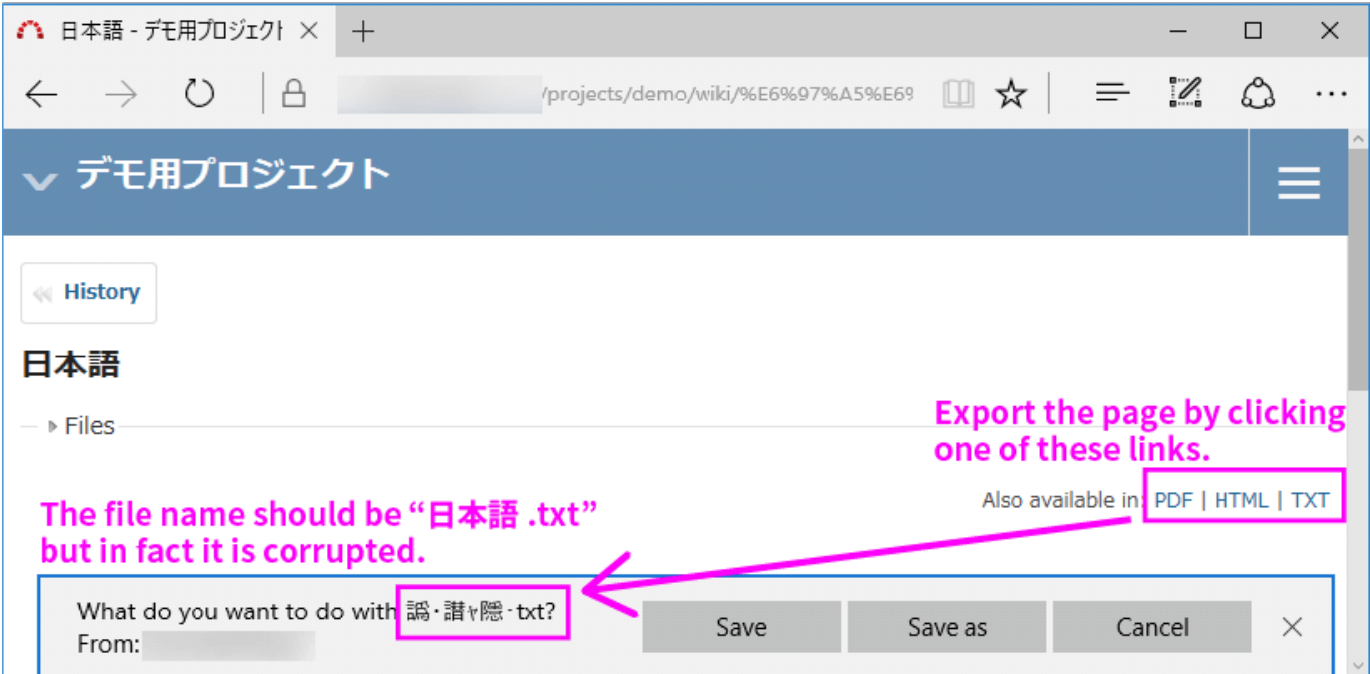 日本語 - デモ用プロジェクト
/projects/demo/wiki/%E6%97%A5%E69
デモ用プロジェクト
History
日本語
Files
Export the page by clicking
one of these links.
Also available in: PDF | HTML | TXT
The file name should be “日本語 .txt”
but in fact it is corrupted.
What do you want to do with 譌・譛ャ隱-txt?
From:
Save
Save as
Cancel